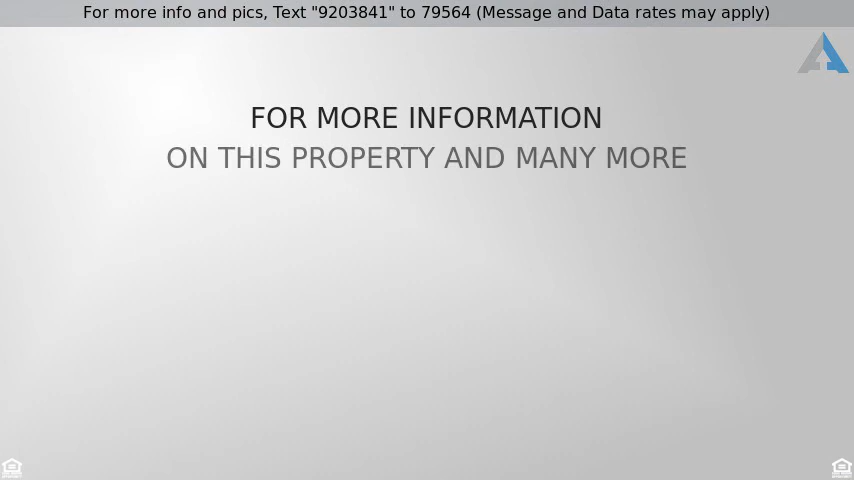 For more info and pics, Text "9203841" to 79564 (Message and Data rates may apply)
FOR MORE INFORMATION
ON THIS PROPERTY AND MANY MORE